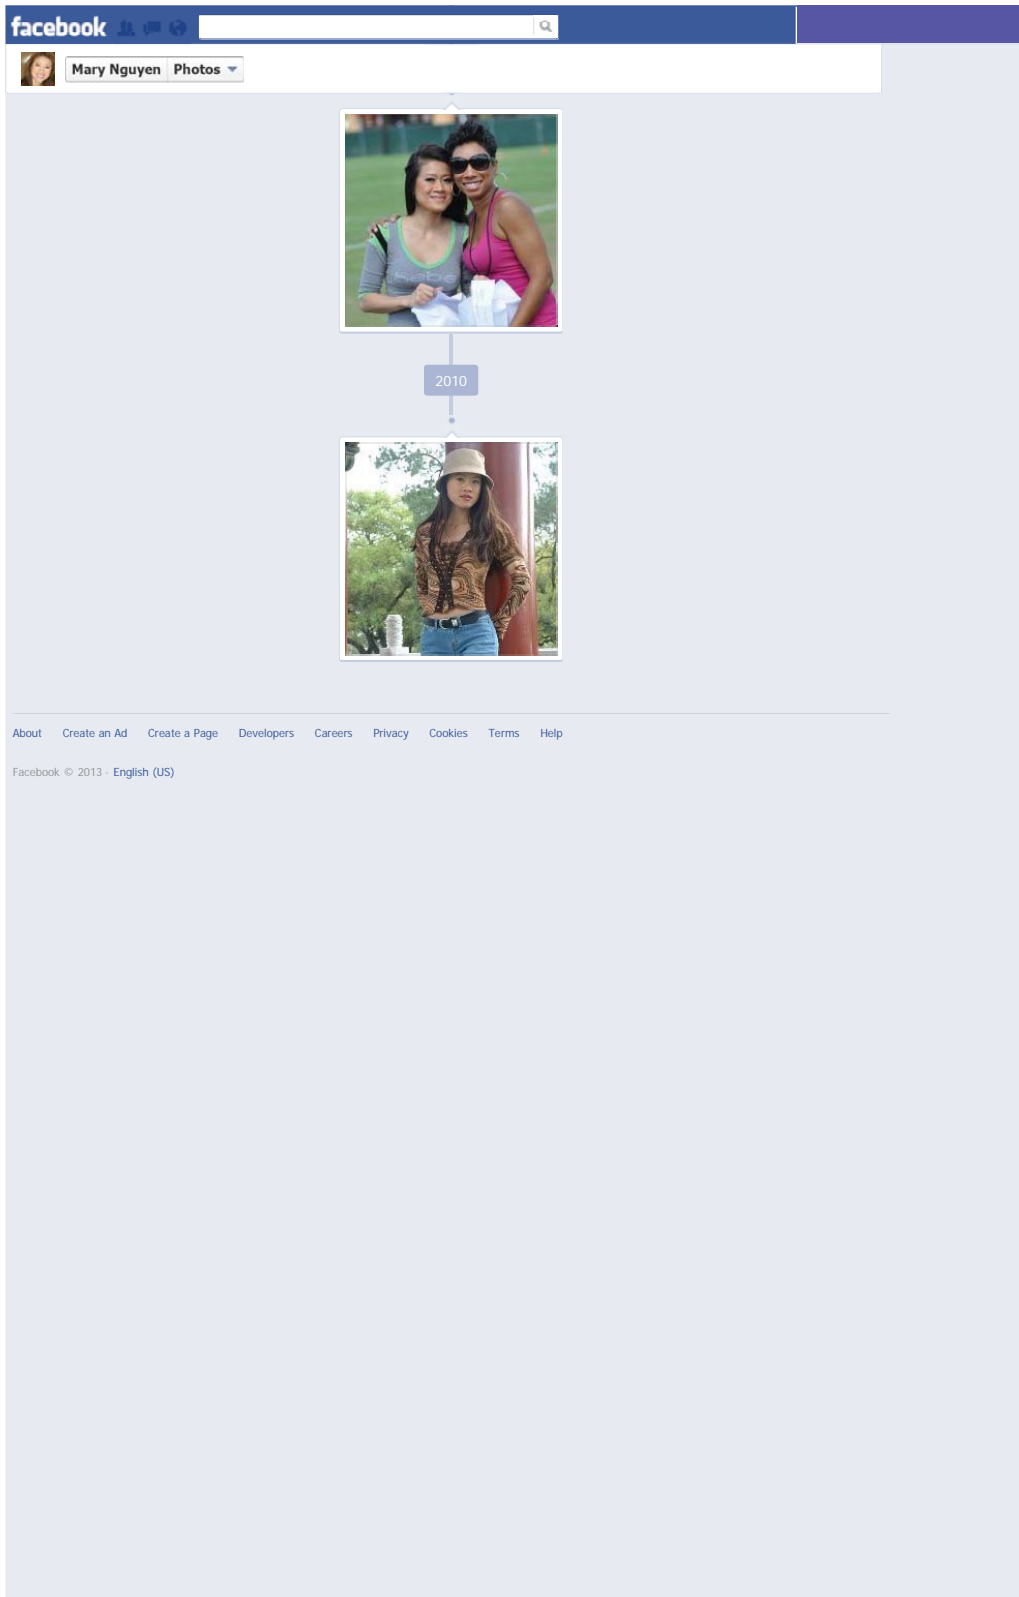 facebook
Mary Nguyen Photos
2010
About Create an Ad Create a Page Developers Careers Privacy Cookies Terms Help
Facebook © 2013 · English (US)